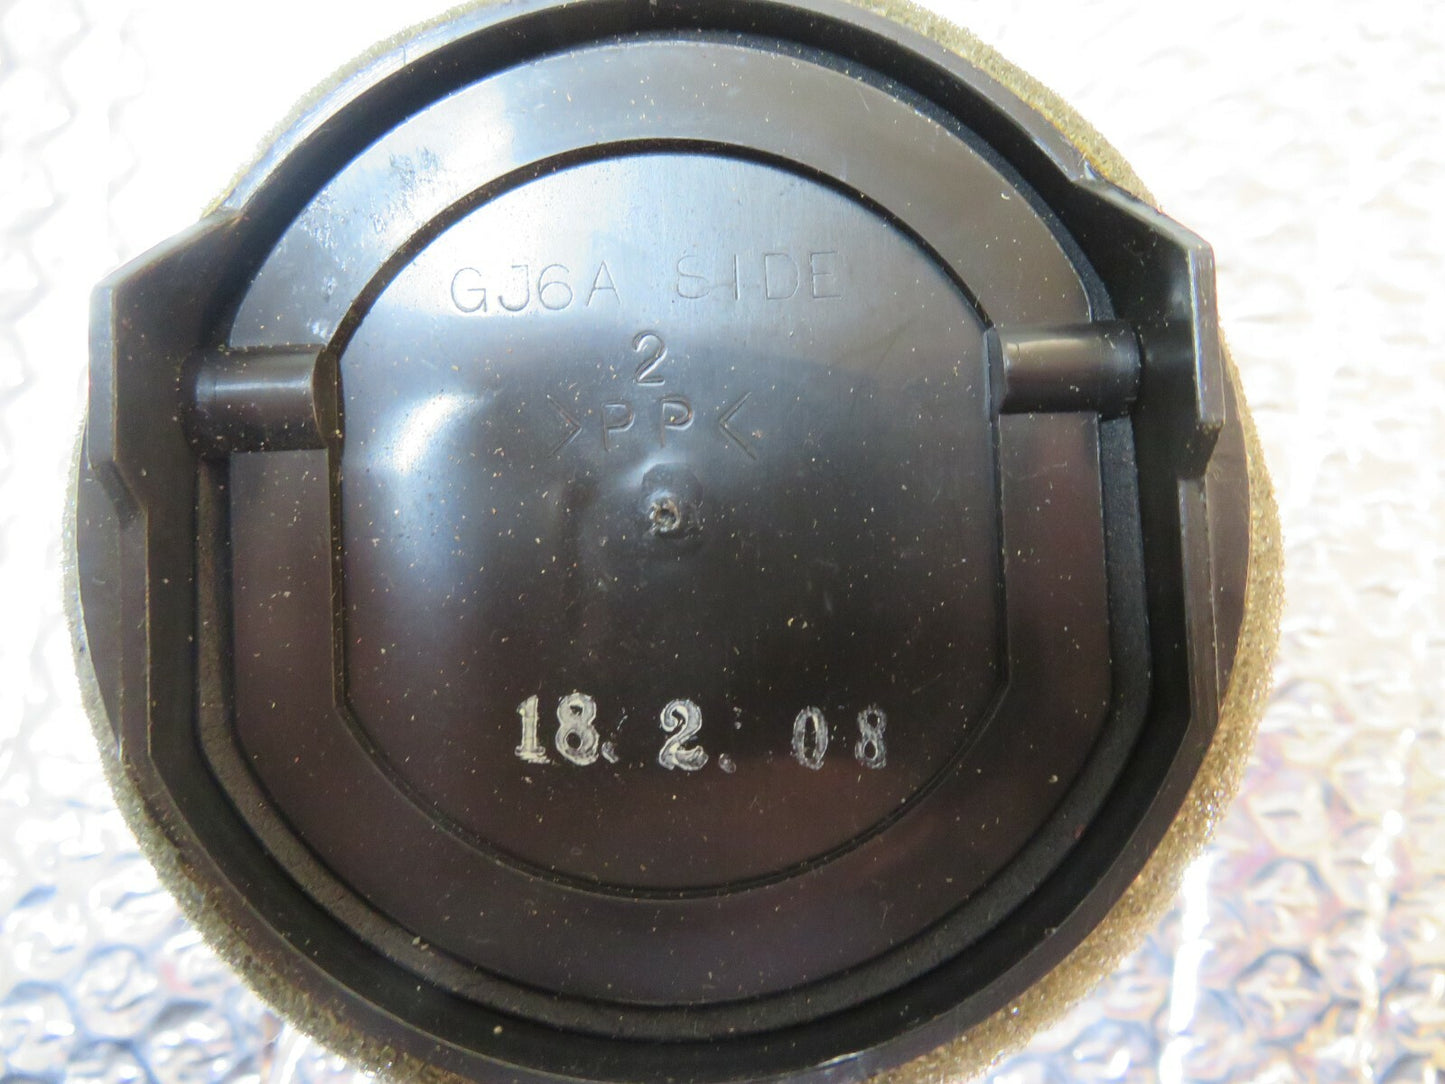 GJ6A SIDE
2
>PP<
18. 2. 08